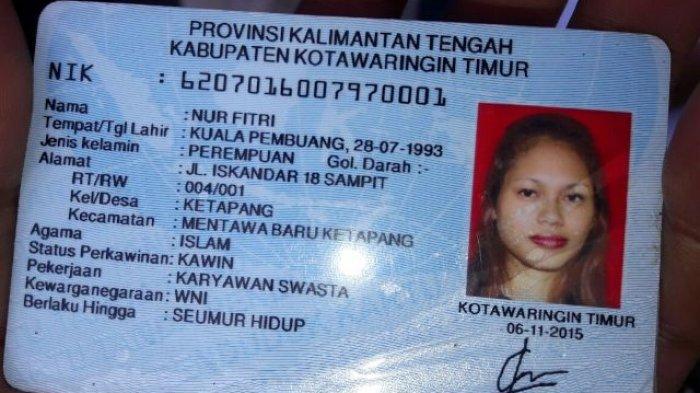 PROVINSI KALIMANTAN TENGAH
KABUPATEN KOTAWARINGIN TIMUR
NIK : 6207016007970001
Nama : NUR FITRI
Tempat/Tgl Lahir : KUALA PEMBUANG, 28-07-1993
Jenis kelamin : PEREMPUAN Gol. Darah :-
Alamat : JL. ISKANDAR 18 SAMPIT
RT/RW : 004/001
Kel/Desa : KETAPANG
Kecamatan : MENTAWA BARU KETAPANG
Agama : ISLAM
Status Perkawinan: KAWIN
Pekerjaan : KARYAWAN SWASTA
Kewarganegaraan: WNI
Berlaku Hingga : SEUMUR HIDUP
KOTAWARINGIN TIMUR
06-11-2015